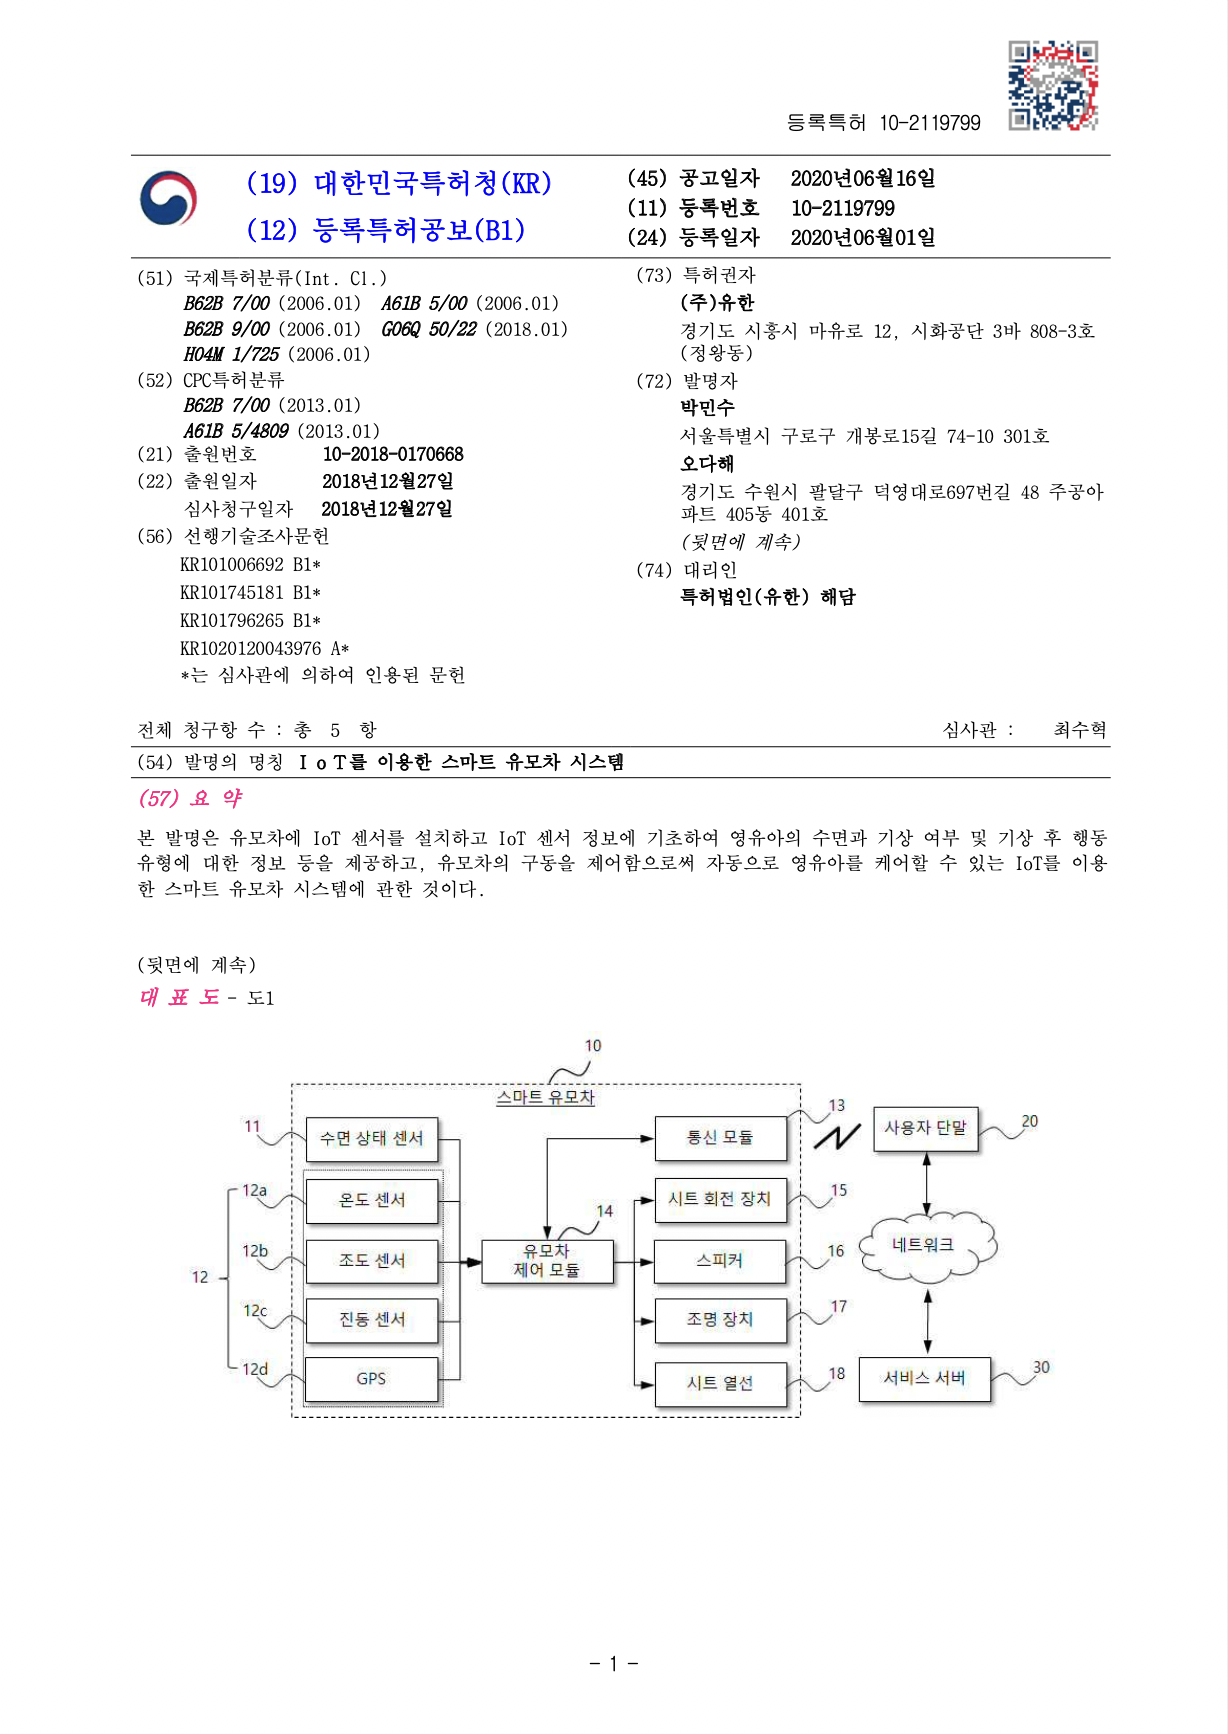 등록특허 10-2119799
(19) 대한민국특허청(KR)
(12) 등록특허공보(B1)
(45) 공고일자 2020년06월16일
(11) 등록번호 10-2119799
(24) 등록일자 2020년06월01일
(51) 국제특허분류(Int. Cl.)
B62B 7/00 (2006.01) A61B 5/00 (2006.01)
B62B 9/00 (2006.01) G06Q 50/22 (2018.01)
H04M 1/725 (2006.01)
(52) CPC특허분류
B62B 7/00 (2013.01)
A61B 5/4809 (2013.01)
(21) 출원번호 10-2018-0170668
(22) 출원일자 2018년12월27일
심사청구일자 2018년12월27일
(56) 선행기술조사문헌
KR101006692 B1*
KR101745181 B1*
KR101796265 B1*
KR1020120043976 A*
*는 심사관에 의하여 인용된 문헌
(73) 특허권자
(주)유한
경기도 시흥시 마유로 12, 시화공단 3바 808-3호
(정왕동)
(72) 발명자
박민수
서울특별시 구로구 개봉로15길 74-10 301호
오다해
경기도 수원시 팔달구 덕영대로697번길 48 주공아
파트 405동 401호
(뒷면에 계속)
(74) 대리인
특허법인(유한) 해담
전체 청구항 수 : 총 5 항 심사관 : 최수혁
(54) 발명의 명칭 IoT를 이용한 스마트 유모차 시스템
(57) 요 약
본 발명은 유모차에 IoT 센서를 설치하고 IoT 센서 정보에 기초하여 영유아의 수면과 기상 여부 및 기상 후 행동
유형에 대한 정보 등을 제공하고, 유모차의 구동을 제어함으로써 자동으로 영유아를 케어할 수 있는 IoT를 이용
한 스마트 유모차 시스템에 관한 것이다.
(뒷면에 계속)
대 표 도 - 도1
10
스마트 유모차
11
수면 상태 센서
12
12a
온도 센서
12b
조도 센서
12c
진동 센서
12d
GPS
14
유모차
제어 모듈
13
통신 모듈
15
시트 회전 장치
16
스피커
17
조명 장치
18
시트 열선
20
사용자 단말
네트워크
30
서비스 서버
- 1 -